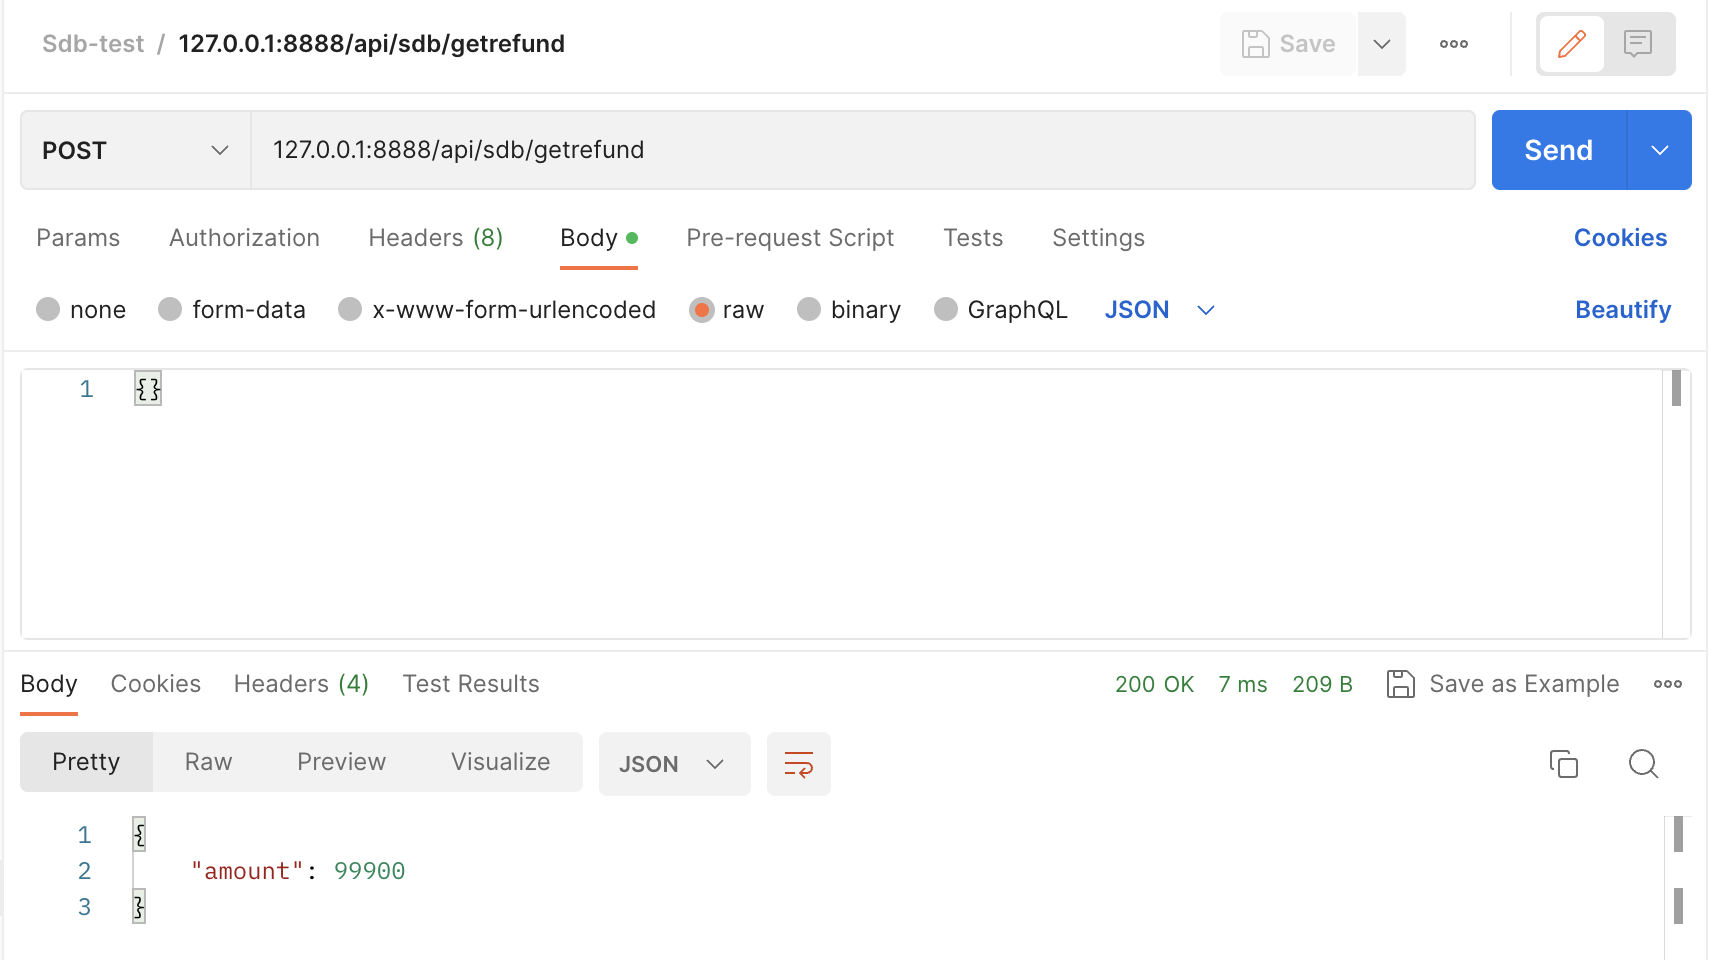 Sdb-test / 127.0.0.1:8888/api/sdb/getrefund Save
POST 127.0.0.1:8888/api/sdb/getrefund Send
Params Authorization Headers (8) Body Pre-request Script Tests Settings Cookies
none form-data x-www-form-urlencoded raw binary GraphQL JSON Beautify
1 {}
Body Cookies Headers (4) Test Results 200 OK 7 ms 209 B Save as Example
Pretty Raw Preview Visualize JSON
1 {
2 "amount": 99900
3 }